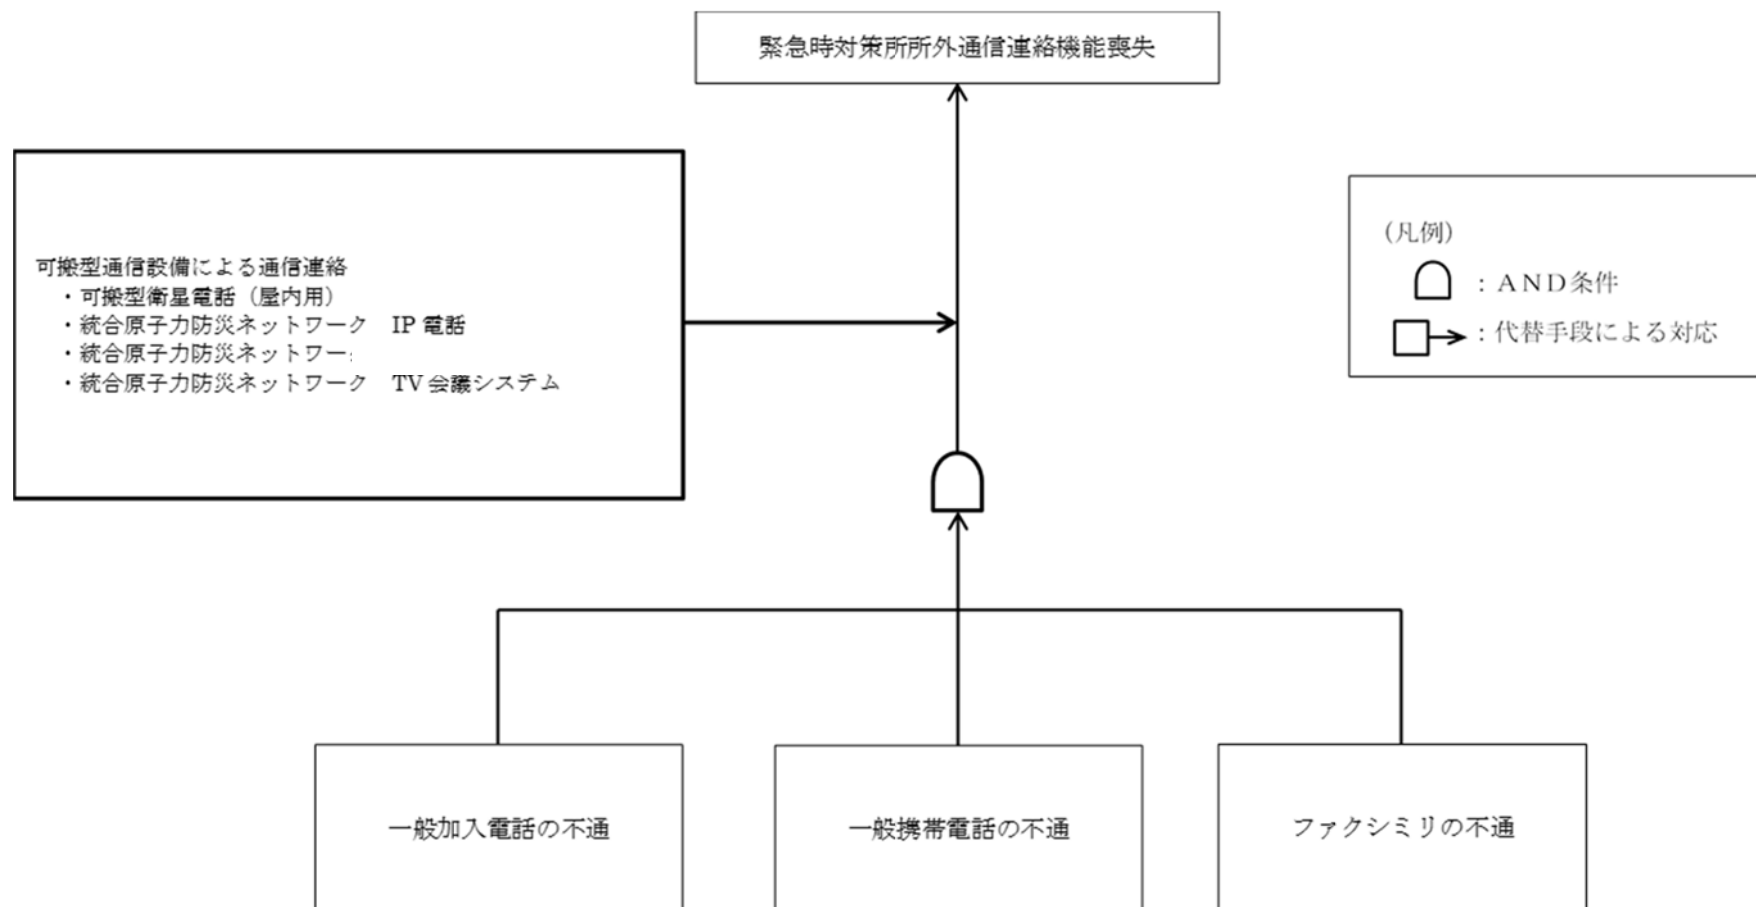 緊急時対策所所外通信連絡機能喪失
可搬型通信設備による通信連絡
・可搬型衛星電話（屋内用）
・統合原子力防災ネットワーク　IP 電話
・統合原子力防災ネットワー
・統合原子力防災ネットワーク　TV 会議システム
（凡例）
：ＡＮＤ条件
：代替手段による対応
一般加入電話の不通
一般携帯電話の不通
ファクシミリの不通